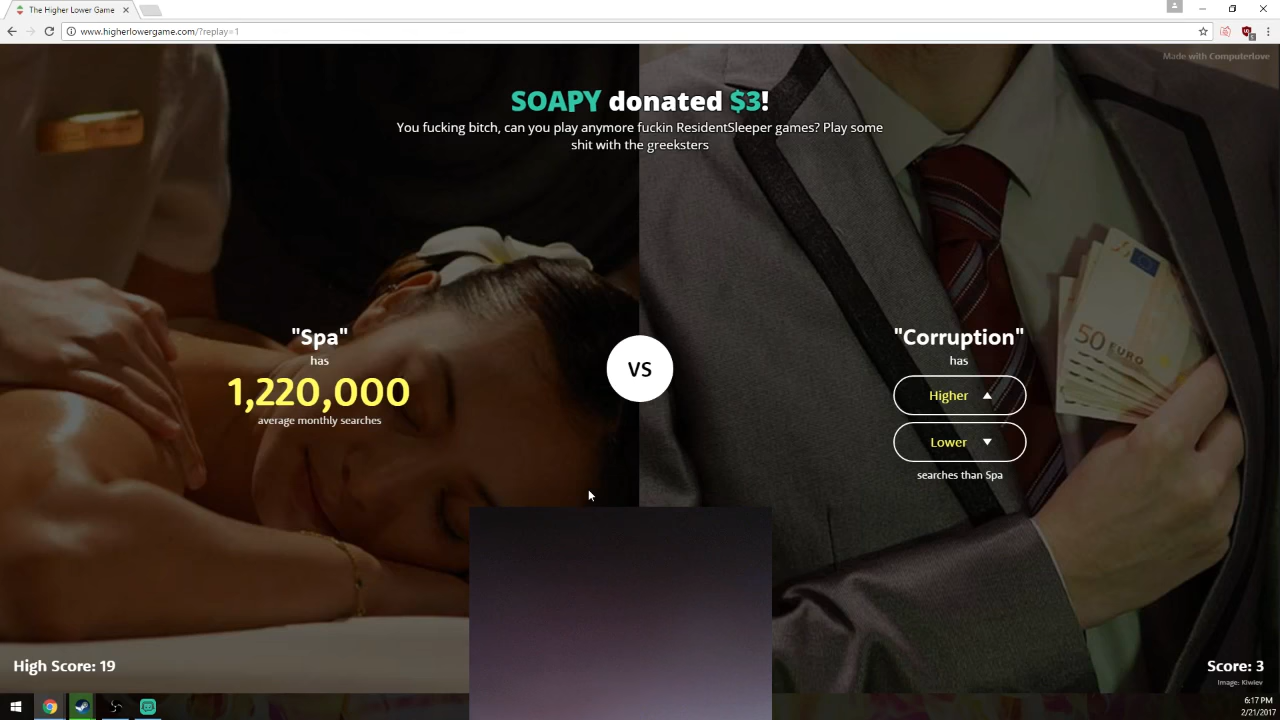 The Higher Lower Game
www.higherlowergame.com/?replay=1
Made with Computerlove
SOAPY donated $3!
You fucking bitch, can you play anymore fuckin ResidentSleeper games? Play some
shit with the greeksters
"Spa"
has
1,220,000
average monthly searches
VS
"Corruption"
has
Higher
Lower
searches than Spa
50 EURO
High Score: 19
Score: 3
Image: Kiwiev
6:17 PM
2/21/2017